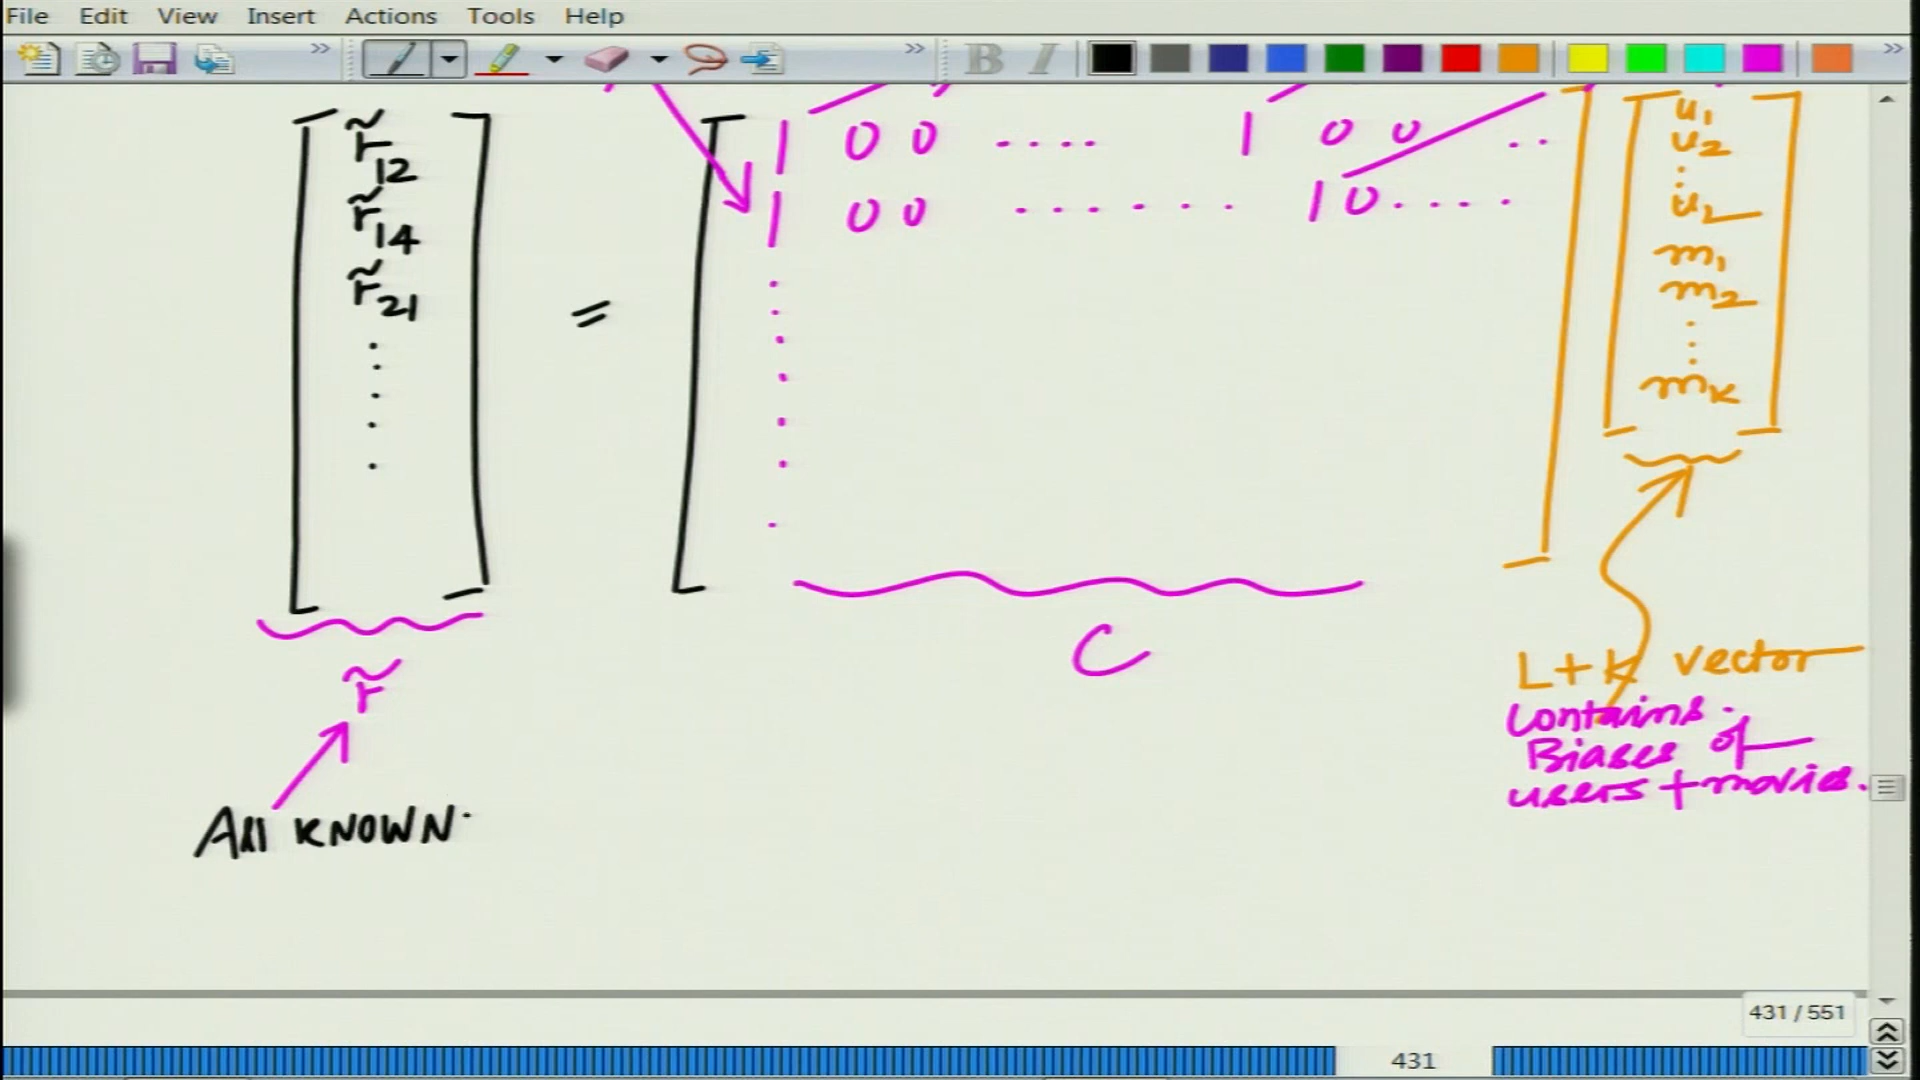 File Edit View Insert Actions Tools Help
B I
r̃12
r̃14
r̃21
=
1 0 0 .... 1 0 0 ..
1 0 0 ....... 1 0 ....
u1
u2
uL
m1
m2
mK
r̃
C
All KNOWN.
L+K vector
Contains.
Biases of
users + movies.
431 / 551
431